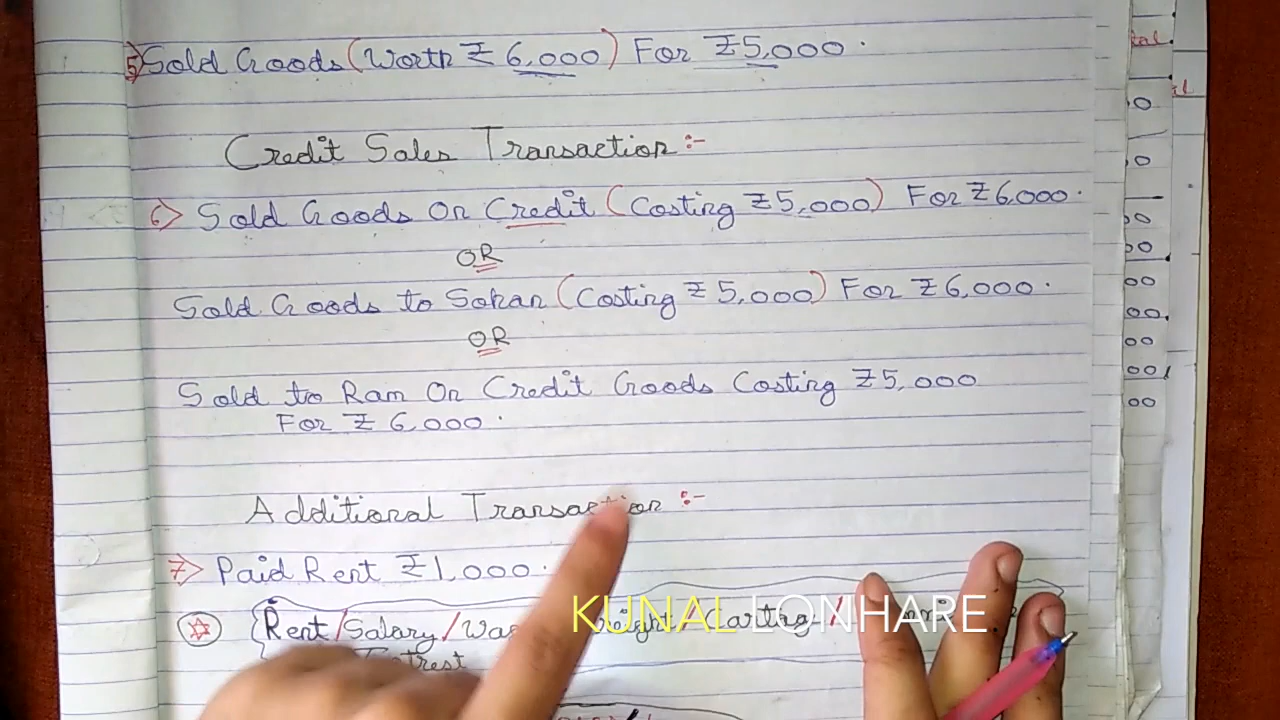 5) Sold Goods (Worth ₹ 6,000) For ₹5,000.
Credit Sales Transaction :-
6> Sold Goods On Credit (Costing ₹5,000) For ₹6,000.
OR
Sold Goods to Sohan (Costing ₹5,000) For ₹6,000.
OR
Sold to Ram On Credit Goods Costing ₹5,000
For ₹ 6,000.
Additional Transaction :-
7> Paid Rent ₹1,000.
Rent/Salary/
KUNAL LONHARE